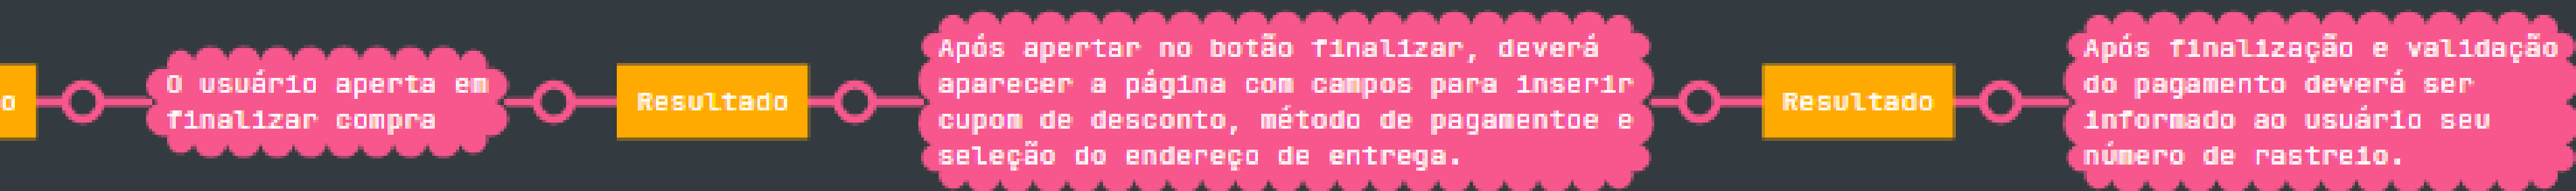 o
O usuário aperta em
finalizar compra
Resultado
Após apertar no botão finalizar, deverá
aparecer a página com campos para inserir
cupom de desconto, método de pagamentoe e
seleção do endereço de entrega.
Resultado
Após finalização e validação
do pagamento deverá ser
informado ao usuário seu
número de rastreio.